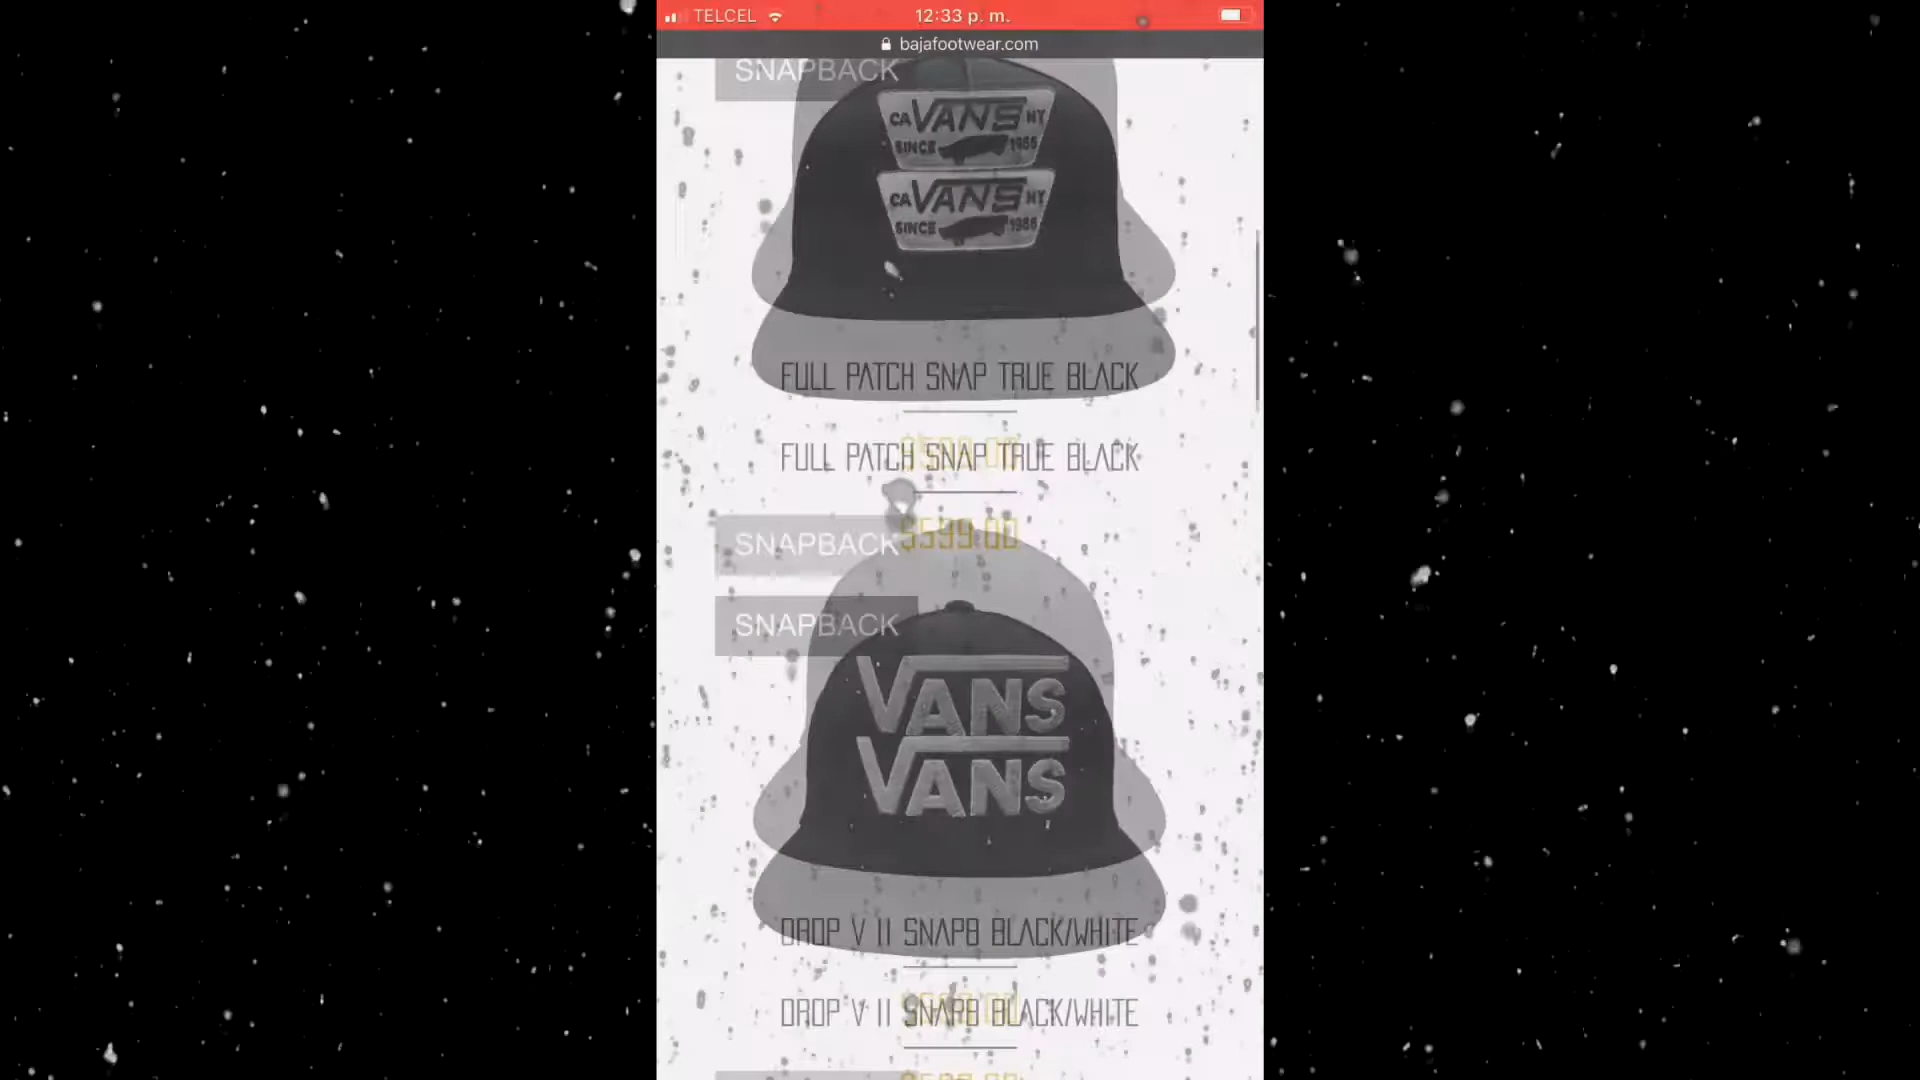 TELCEL
12:33 p. m.
bajafootwear.com
SNAPBACK
CA VANS NY
SINCE 1966
CA VANS NY
SINCE 1966
FULL PATCH SNAP TRUE BLACK
FULL PATCH SNAP TRUE BLACK
$599.00
SNAPBACK
SNAPBACK
VANS
VANS
DROP V II SNAPB BLACK/WHITE
DROP V II SNAPB BLACK/WHITE